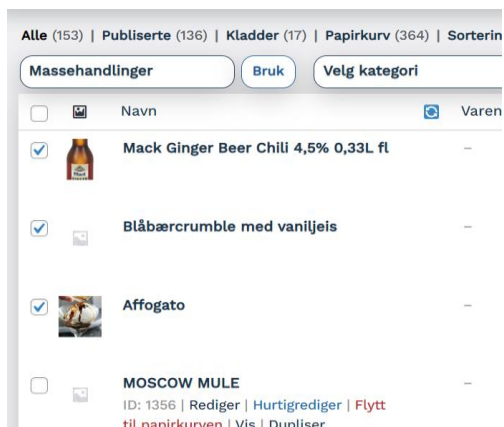 Alle (153) | Publiserte (136) | Kladder (17) | Papirkurv (364) | Sorterin
Massehandlinger Bruk Velg kategori
Navn Varen
Mack Ginger Beer Chili 4,5% 0,33L fl –
Blåbærcrumble med vaniljeis –
Affogato –
MOSCOW MULE –
ID: 1356 | Rediger | Hurtigrediger | Flytt
til papirkurven | Vis | Dupliser